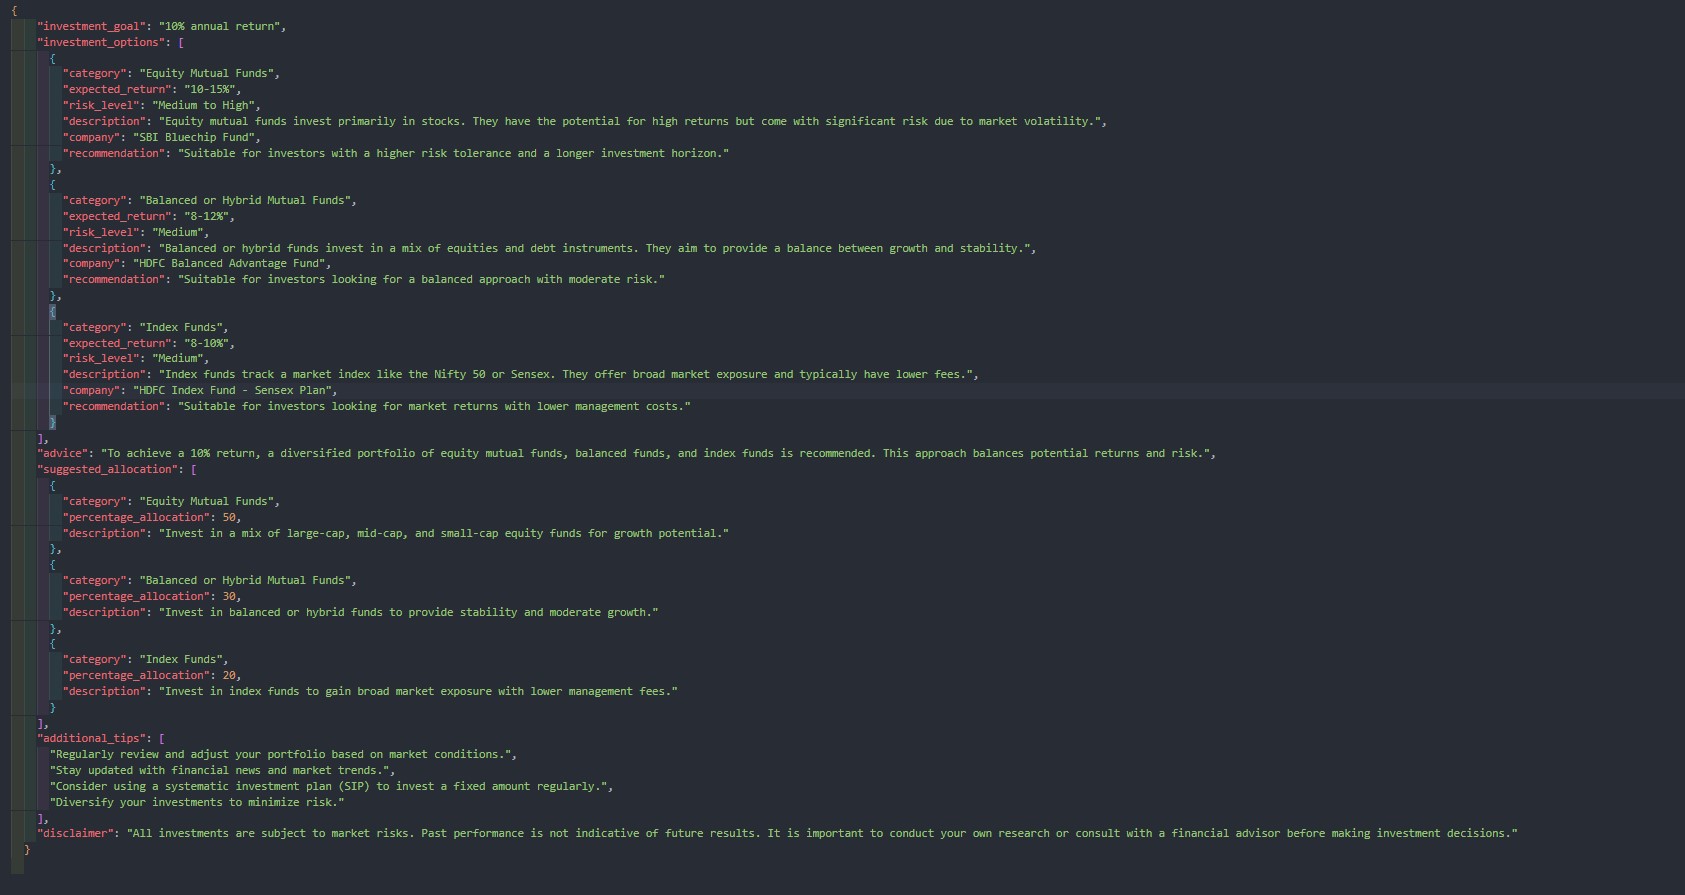 {
"investment_goal": "10% annual return",
"investment_options": [
{
"category": "Equity Mutual Funds",
"expected_return": "10-15%",
"risk_level": "Medium to High",
"description": "Equity mutual funds invest primarily in stocks. They have the potential for high returns but come with significant risk due to market volatility.",
"company": "SBI Bluechip Fund",
"recommendation": "Suitable for investors with a higher risk tolerance and a longer investment horizon."
},
{
"category": "Balanced or Hybrid Mutual Funds",
"expected_return": "8-12%",
"risk_level": "Medium",
"description": "Balanced or hybrid funds invest in a mix of equities and debt instruments. They aim to provide a balance between growth and stability.",
"company": "HDFC Balanced Advantage Fund",
"recommendation": "Suitable for investors looking for a balanced approach with moderate risk."
},
{
"category": "Index Funds",
"expected_return": "8-10%",
"risk_level": "Medium",
"description": "Index funds track a market index like the Nifty 50 or Sensex. They offer broad market exposure and typically have lower fees.",
"company": "HDFC Index Fund - Sensex Plan",
"recommendation": "Suitable for investors looking for market returns with lower management costs."
}
],
"advice": "To achieve a 10% return, a diversified portfolio of equity mutual funds, balanced funds, and index funds is recommended. This approach balances potential returns and risk.",
"suggested_allocation": [
{
"category": "Equity Mutual Funds",
"percentage_allocation": 50,
"description": "Invest in a mix of large-cap, mid-cap, and small-cap equity funds for growth potential."
},
{
"category": "Balanced or Hybrid Mutual Funds",
"percentage_allocation": 30,
"description": "Invest in balanced or hybrid funds to provide stability and moderate growth."
},
{
"category": "Index Funds",
"percentage_allocation": 20,
"description": "Invest in index funds to gain broad market exposure with lower management fees."
}
],
"additional_tips": [
"Regularly review and adjust your portfolio based on market conditions.",
"Stay updated with financial news and market trends.",
"Consider using a systematic investment plan (SIP) to invest a fixed amount regularly.",
"Diversify your investments to minimize risk."
],
"disclaimer": "All investments are subject to market risks. Past performance is not indicative of future results. It is important to conduct your own research or consult with a financial advisor before making investment decisions."
}